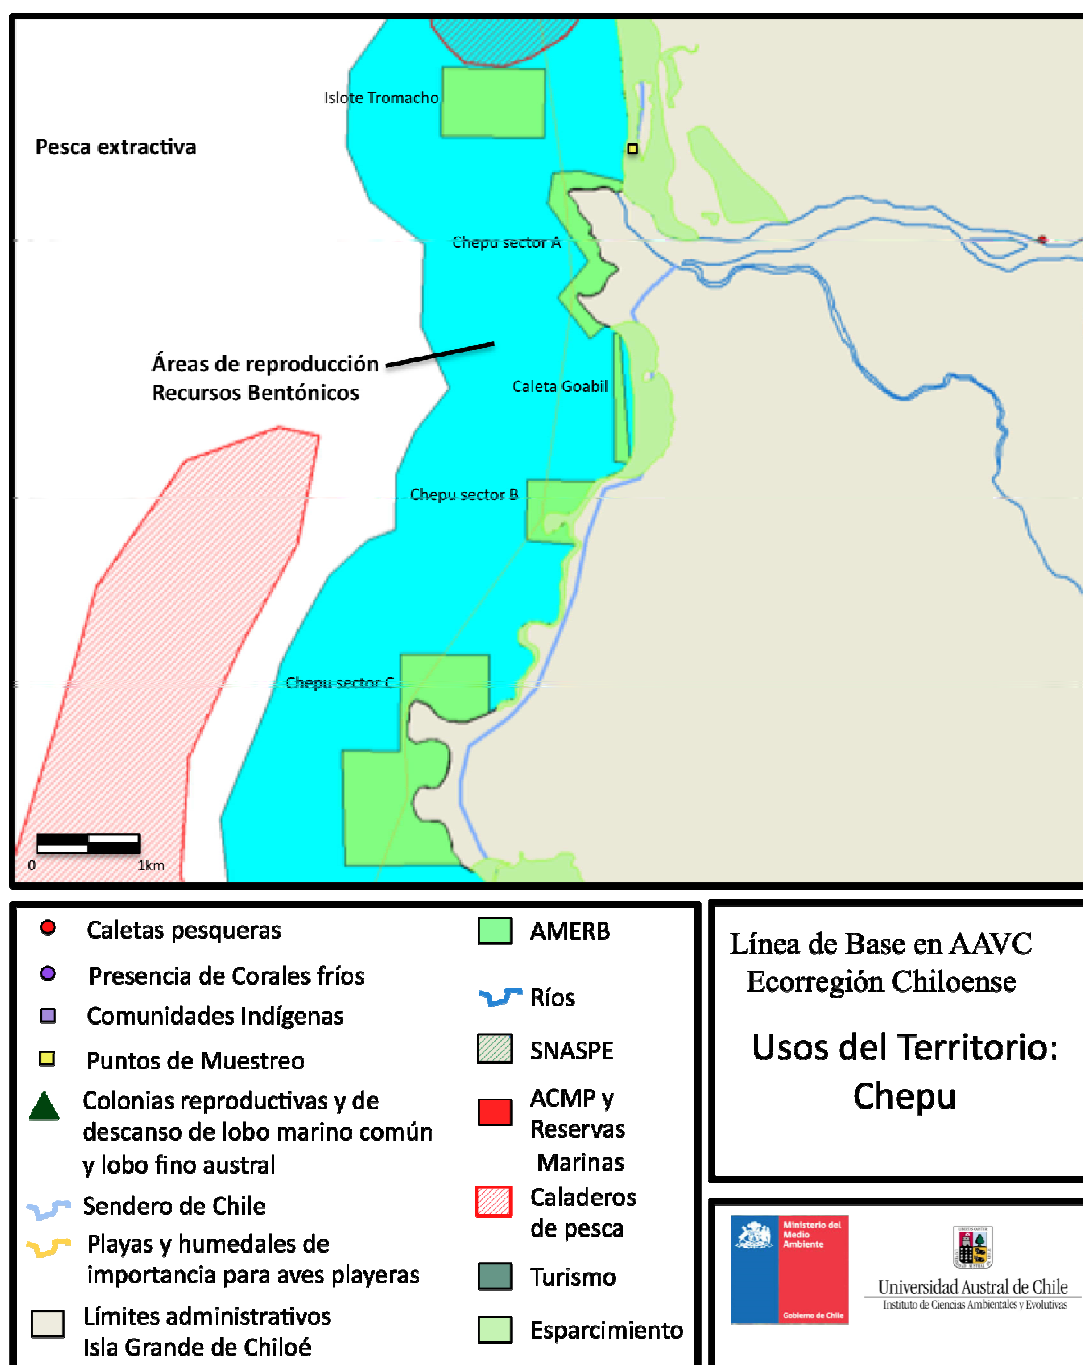 Islote Tromacho
Pesca extractiva
Chepu sector A
Áreas de reproducción
Recursos Bentónicos
Caleta Goabil
Chepu sector B
Chepu sector C
0 1km
Caletas pesqueras
Presencia de Corales fríos
Comunidades Indígenas
Puntos de Muestreo
Colonias reproductivas y de
descanso de lobo marino común
y lobo fino austral
Sendero de Chile
Playas y humedales de
importancia para aves playeras
Límites administrativos
Isla Grande de Chiloé
AMERB
Ríos
SNASPE
ACMP y
Reservas
Marinas
Caladeros
de pesca
Turismo
Esparcimiento
Línea de Base en AAVC
Ecorregión Chiloense
Usos del Territorio:
Chepu
Ministerio del
Medio
Ambiente
Gobierno de Chile
Universidad Austral de Chile
Instituto de Ciencias Ambientales y Evolutivas